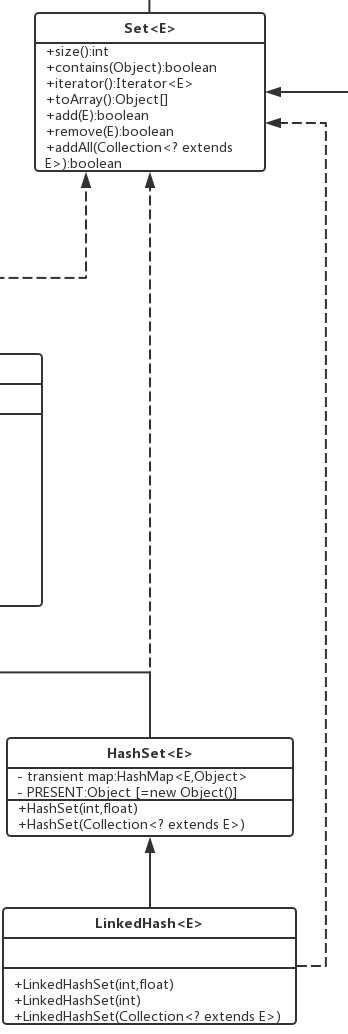 Set<E>
+size():int
+contains(Object):boolean
+iterator():Iterator<E>
+toArray():Object[]
+add(E):boolean
+remove(E):boolean
+addAll(Collection<? extends
E>):boolean
HashSet<E>
- transient map:HashMap<E,Object>
- PRESENT:Object [=new Object()]
+HashSet(int,float)
+HashSet(Collection<? extends E>)
LinkedHash<E>
+LinkedHashSet(int,float)
+LinkedHashSet(int)
+LinkedHashSet(Collection<? extends E>)